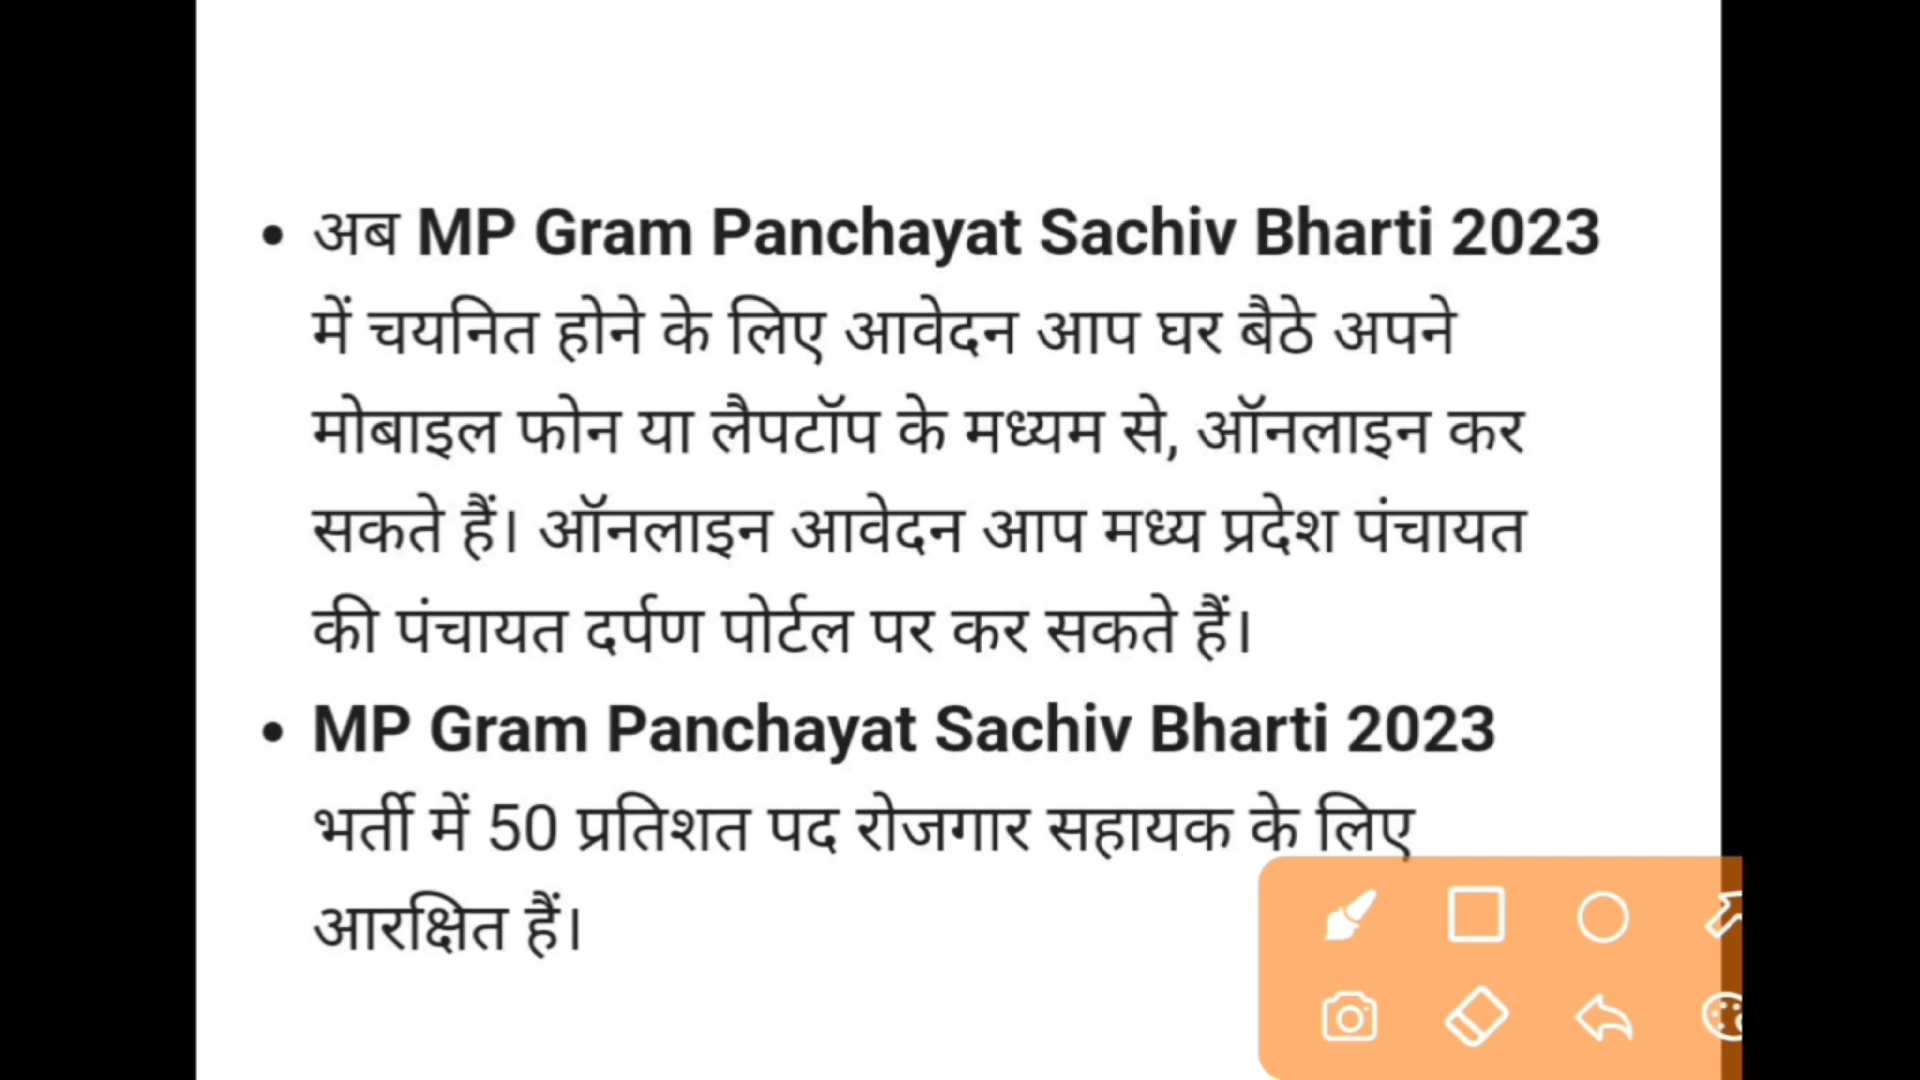 • अब MP Gram Panchayat Sachiv Bharti 2023
में चयनित होने के लिए आवेदन आप घर बैठे अपने
मोबाइल फोन या लैपटॉप के मध्यम से, ऑनलाइन कर
सकते हैं। ऑनलाइन आवेदन आप मध्य प्रदेश पंचायत
की पंचायत दर्पण पोर्टल पर कर सकते हैं।
• MP Gram Panchayat Sachiv Bharti 2023
भर्ती में 50 प्रतिशत पद रोजगार सहायक के लिए
आरक्षित हैं।